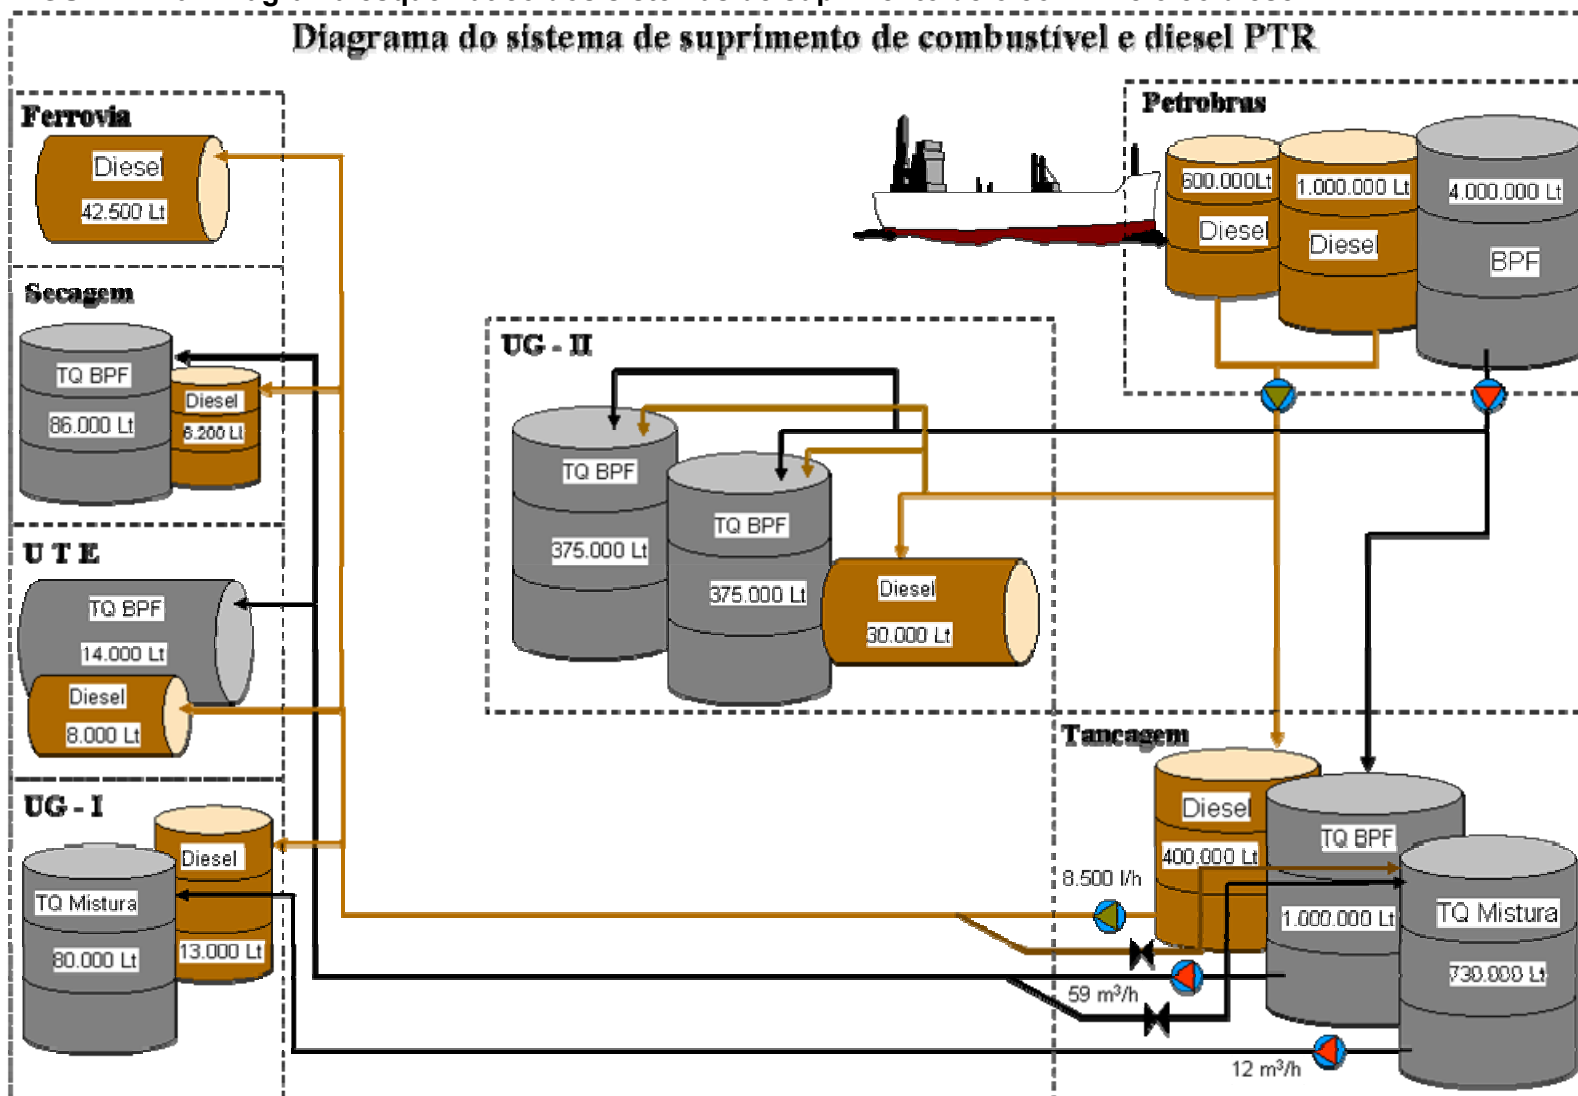 Diagrama do sistema de suprimento de combustível e diesel PTR
Ferrovia
Diesel
42.500 Lt
Secagem
TQ BPF
86.000 Lt
Diesel
6.200 Lt
U T E
TQ BPF
14.000 Lt
Diesel
8.000 Lt
UG - I
Diesel
13.000 Lt
TQ Mistura
80.000 Lt
UG - II
TQ BPF
375.000 Lt
TQ BPF
375.000 Lt
Diesel
30.000 Lt
Petrobras
600.000Lt
Diesel
1.000.000 Lt
Diesel
4.000.000 Lt
BPF
Tancagem
Diesel
400.000 Lt
TQ BPF
1.000.000 Lt
TQ Mistura
730.000 Lt
8.500 l/h
59 m³/h
12 m³/h